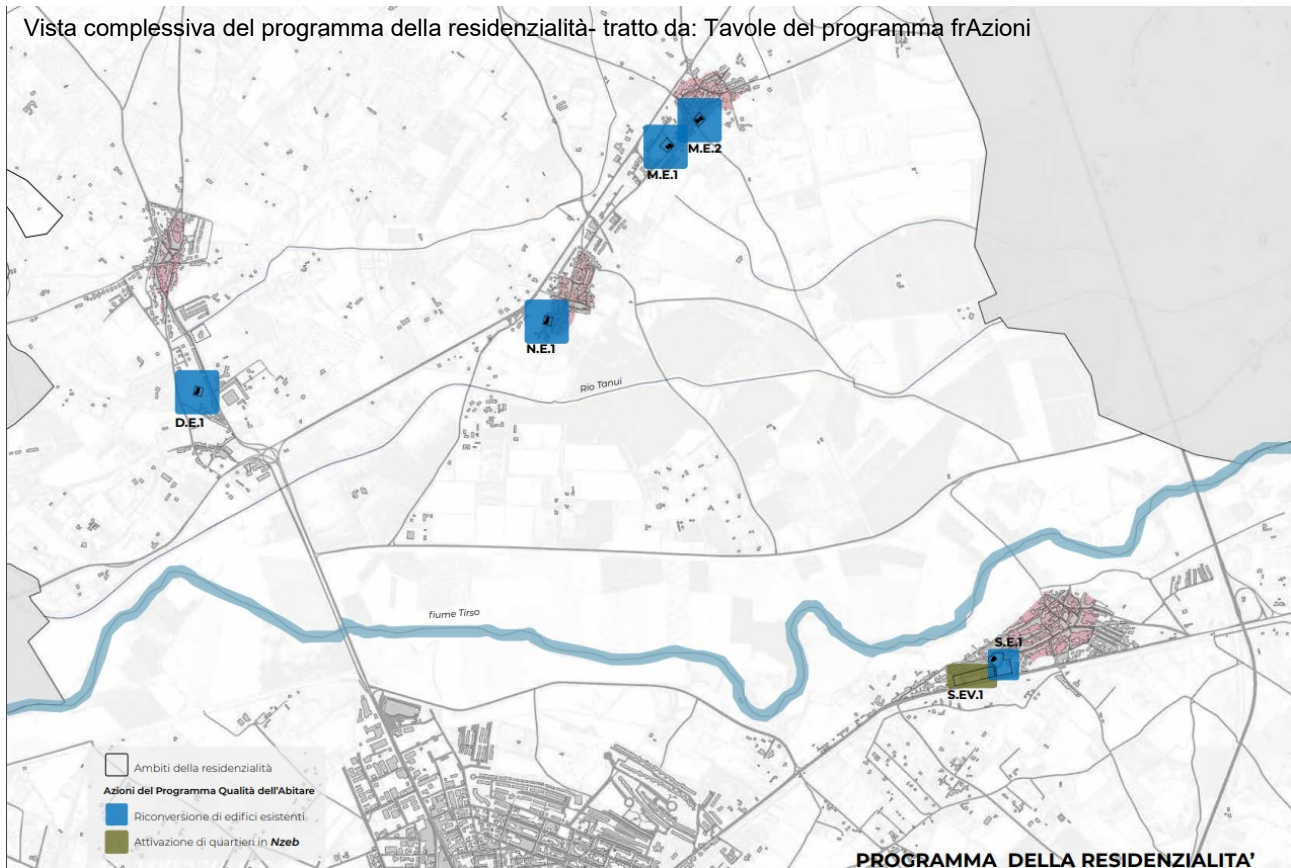 Vista complessiva del programma della residenzialità- tratto da: Tavole del programma frAzioni
M.E.2
M.E.1
N.E.1
Rio Tanui
D.E.1
fiume Tirso
S.E.1
S.EV.1
Ambiti della residenzialità
Azioni del Programma Qualità dell'Abitare
Riconversione di edifici esistenti
Attivazione di quartieri in Nzeb
PROGRAMMA DELLA RESIDENZIALITA'